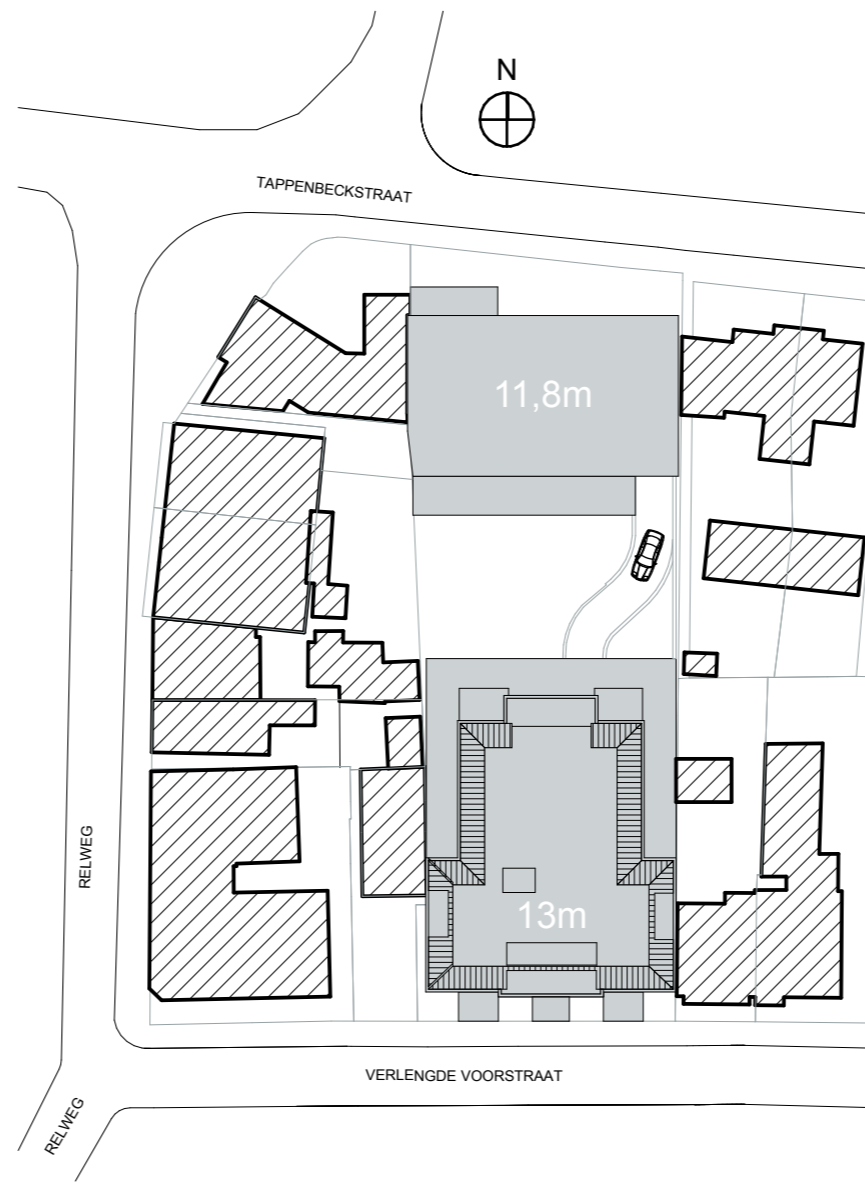 N
TAPPENBECKSTRAAT
11,8m
RELWEG
13m
VERLENGDE VOORSTRAAT
RELWEG